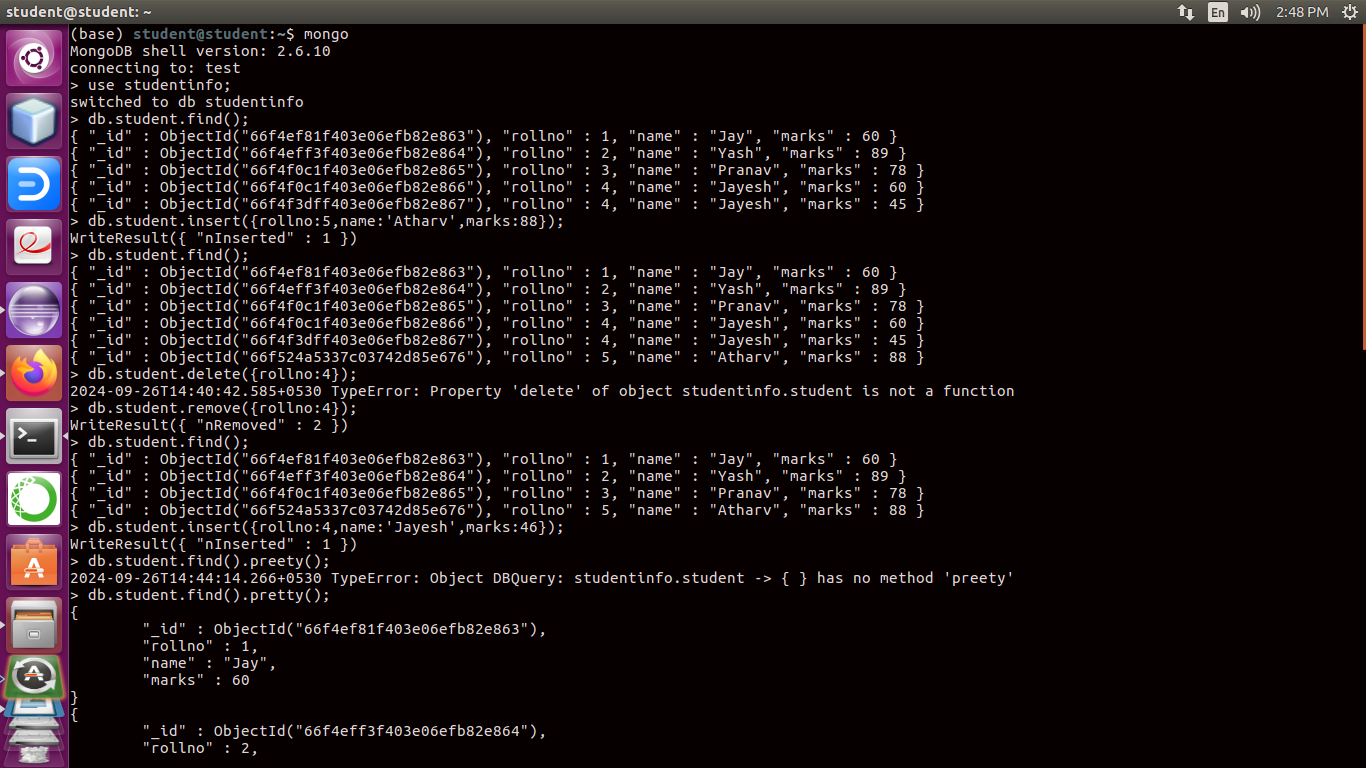 student@student: ~
En
2:48 PM
(base) student@student:~$ mongo
MongoDB shell version: 2.6.10
connecting to: test
> use studentinfo;
switched to db studentinfo
> db.student.find();
{ "_id" : ObjectId("66f4ef81f403e06efb82e863"), "rollno" : 1, "name" : "Jay", "marks" : 60 }
{ "_id" : ObjectId("66f4eff3f403e06efb82e864"), "rollno" : 2, "name" : "Yash", "marks" : 89 }
{ "_id" : ObjectId("66f4f0c1f403e06efb82e865"), "rollno" : 3, "name" : "Pranav", "marks" : 78 }
{ "_id" : ObjectId("66f4f0c1f403e06efb82e866"), "rollno" : 4, "name" : "Jayesh", "marks" : 60 }
{ "_id" : ObjectId("66f4f3dff403e06efb82e867"), "rollno" : 4, "name" : "Jayesh", "marks" : 45 }
> db.student.insert({rollno:5,name:'Atharv',marks:88});
WriteResult({ "nInserted" : 1 })
> db.student.find();
{ "_id" : ObjectId("66f4ef81f403e06efb82e863"), "rollno" : 1, "name" : "Jay", "marks" : 60 }
{ "_id" : ObjectId("66f4eff3f403e06efb82e864"), "rollno" : 2, "name" : "Yash", "marks" : 89 }
{ "_id" : ObjectId("66f4f0c1f403e06efb82e865"), "rollno" : 3, "name" : "Pranav", "marks" : 78 }
{ "_id" : ObjectId("66f4f0c1f403e06efb82e866"), "rollno" : 4, "name" : "Jayesh", "marks" : 60 }
{ "_id" : ObjectId("66f4f3dff403e06efb82e867"), "rollno" : 4, "name" : "Jayesh", "marks" : 45 }
{ "_id" : ObjectId("66f524a5337c03742d85e676"), "rollno" : 5, "name" : "Atharv", "marks" : 88 }
> db.student.delete({rollno:4});
2024-09-26T14:40:42.585+0530 TypeError: Property 'delete' of object studentinfo.student is not a function
> db.student.remove({rollno:4});
WriteResult({ "nRemoved" : 2 })
> db.student.find();
{ "_id" : ObjectId("66f4ef81f403e06efb82e863"), "rollno" : 1, "name" : "Jay", "marks" : 60 }
{ "_id" : ObjectId("66f4eff3f403e06efb82e864"), "rollno" : 2, "name" : "Yash", "marks" : 89 }
{ "_id" : ObjectId("66f4f0c1f403e06efb82e865"), "rollno" : 3, "name" : "Pranav", "marks" : 78 }
{ "_id" : ObjectId("66f524a5337c03742d85e676"), "rollno" : 5, "name" : "Atharv", "marks" : 88 }
> db.student.insert({rollno:4,name:'Jayesh',marks:46});
WriteResult({ "nInserted" : 1 })
> db.student.find().preety();
2024-09-26T14:44:14.266+0530 TypeError: Object DBQuery: studentinfo.student -> { } has no method 'preety'
> db.student.find().pretty();
{
"_id" : ObjectId("66f4ef81f403e06efb82e863"),
"rollno" : 1,
"name" : "Jay",
"marks" : 60
}
{
"_id" : ObjectId("66f4eff3f403e06efb82e864"),
"rollno" : 2,